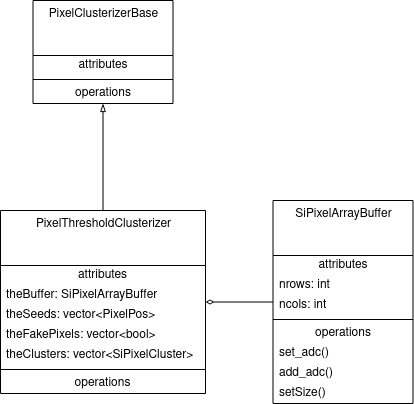 PixelClusterizerBase
attributes
operations
PixelThresholdClusterizer
attributes
theBuffer: SiPixelArrayBuffer
theSeeds: vector<PixelPos>
theFakePixels: vector<bool>
theClusters: vector<SiPixelCluster>
operations
SiPixelArrayBuffer
attributes
nrows: int
ncols: int
operations
set_adc()
add_adc()
setSize()